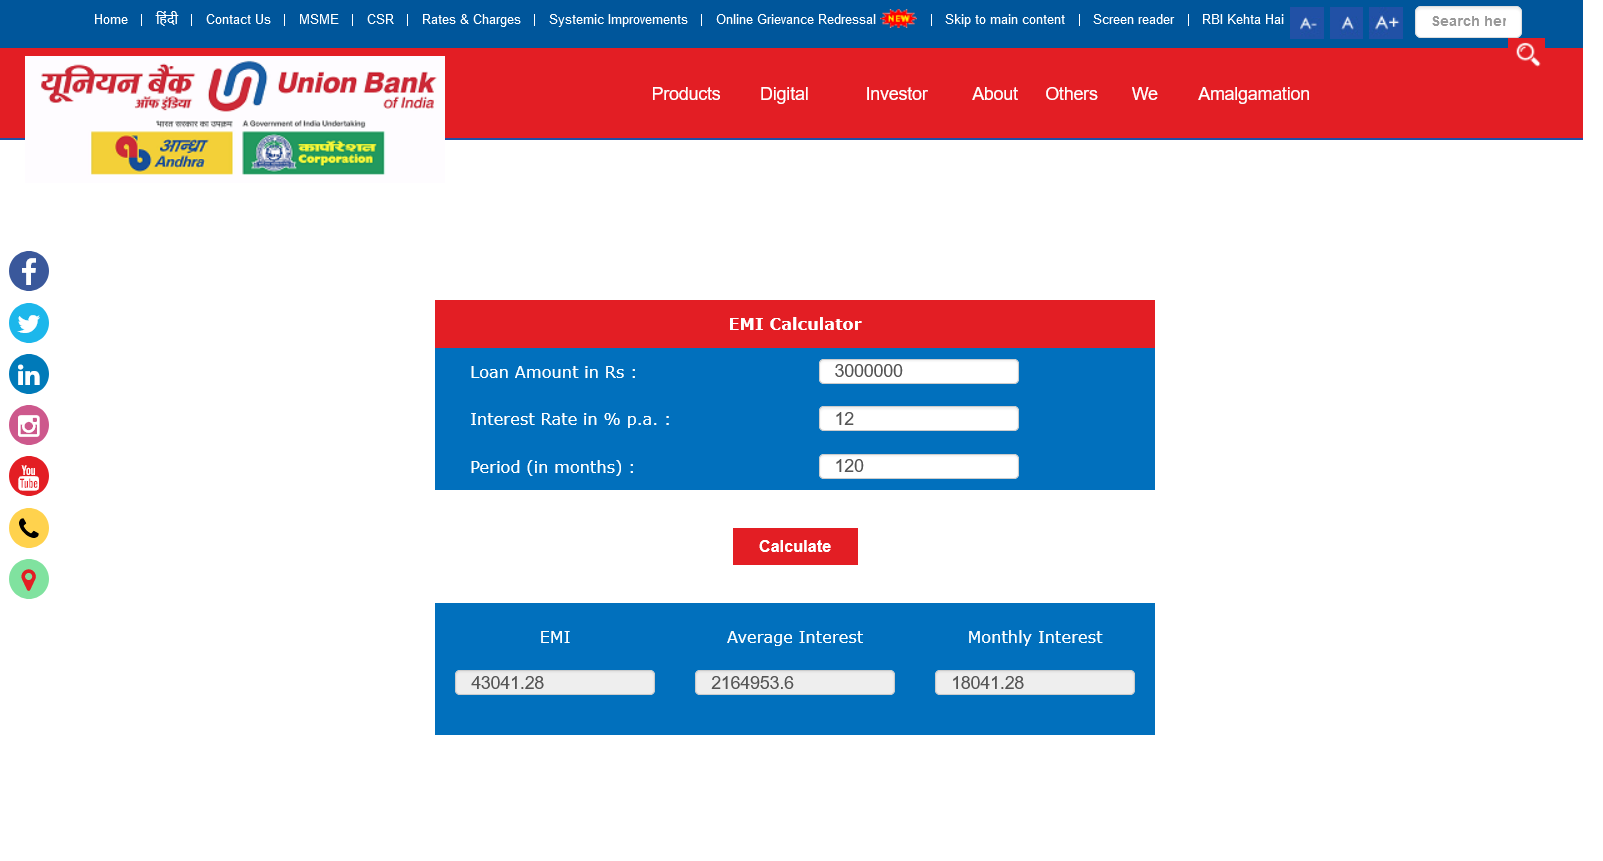 Home | हिंदी | Contact Us | MSME | CSR | Rates & Charges | Systemic Improvements | Online Grievance Redressal NEW | Skip to main content | Screen reader | RBI Kehta Hai A- A A+ Search her
यूनियन बैंक Union Bank
ऑफ इंडिया of India
भारत सरकार का उपक्रम A Government of India Undertaking
आन्ध्रा कार्पोरेशन
Andhra Corporation
Products Digital Investor About Others We Amalgamation
You
Tube
EMI Calculator
Loan Amount in Rs : 3000000
Interest Rate in % p.a. : 12
Period (in months) : 120
Calculate
EMI Average Interest Monthly Interest
43041.28 2164953.6 18041.28